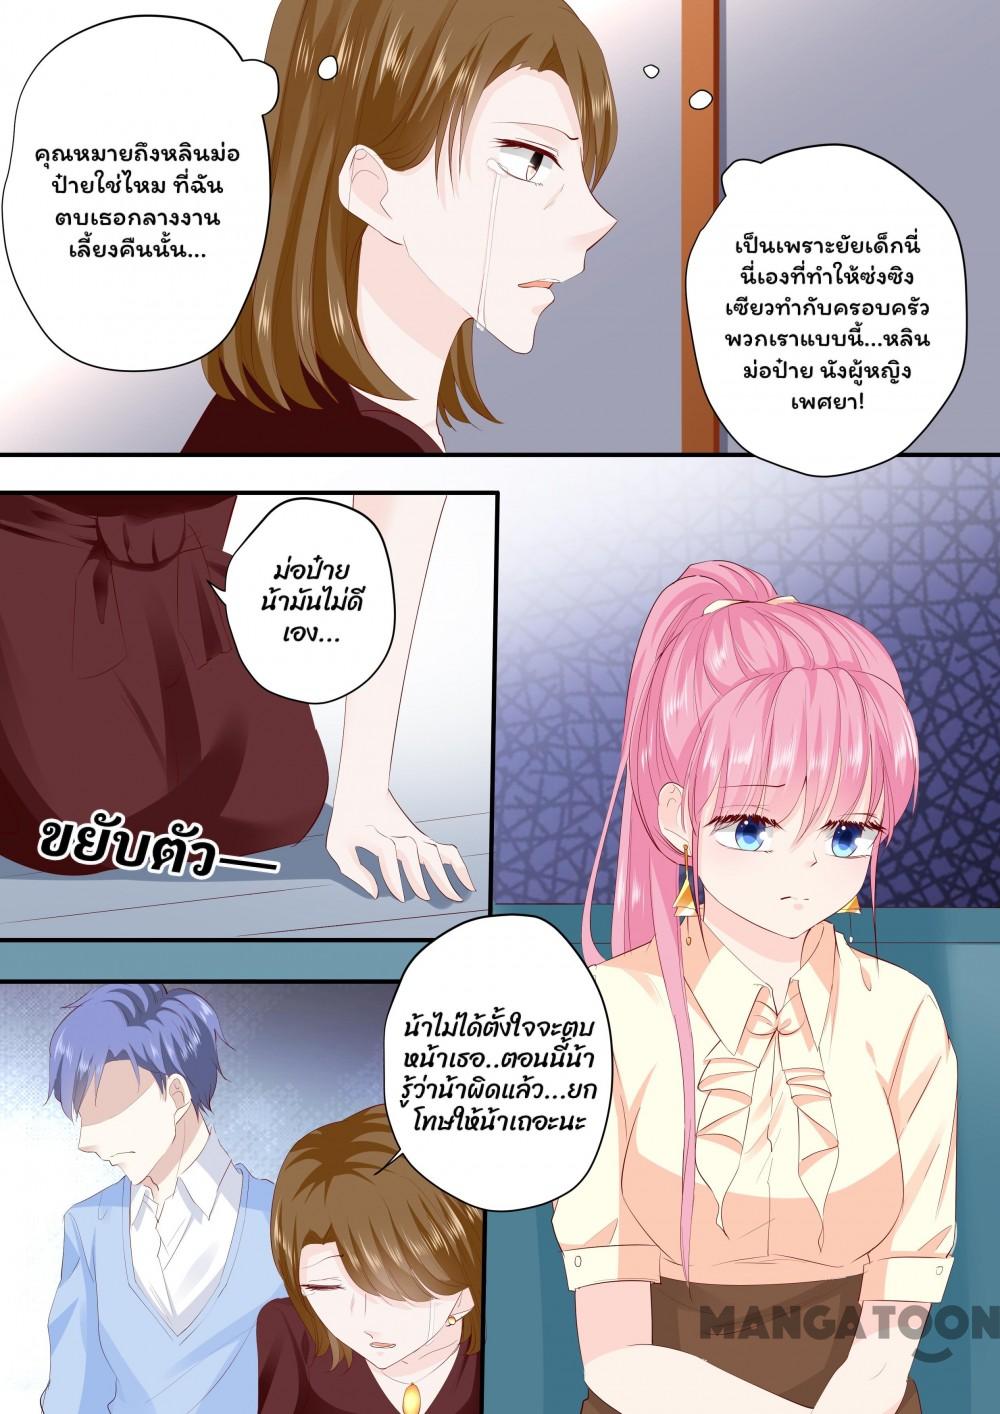 คุณหมายถึงหลินม่อ
ป๋ายใช่ไหม ที่ฉัน
ตบเธอกลางงาน
เลี้ยงคืนนั้น...
เป็นเพราะยัยเด็กนี่
นี่เองที่ทำให้ซ่งซิง
เซียวทำกับครอบครัว
พวกเราแบบนี้...หลิน
ม่อป๋าย นังผู้หญิง
เพศยา!
ม่อป๋าย
น้ามันไม่ดี
เอง...
ขยับตัว—
น้าไม่ได้ตั้งใจจะตบ
หน้าเธอ..ตอนนี้น้า
รู้ว่าน้าผิดแล้ว...ยก
โทษให้น้าเถอะนะ
MANGATOON